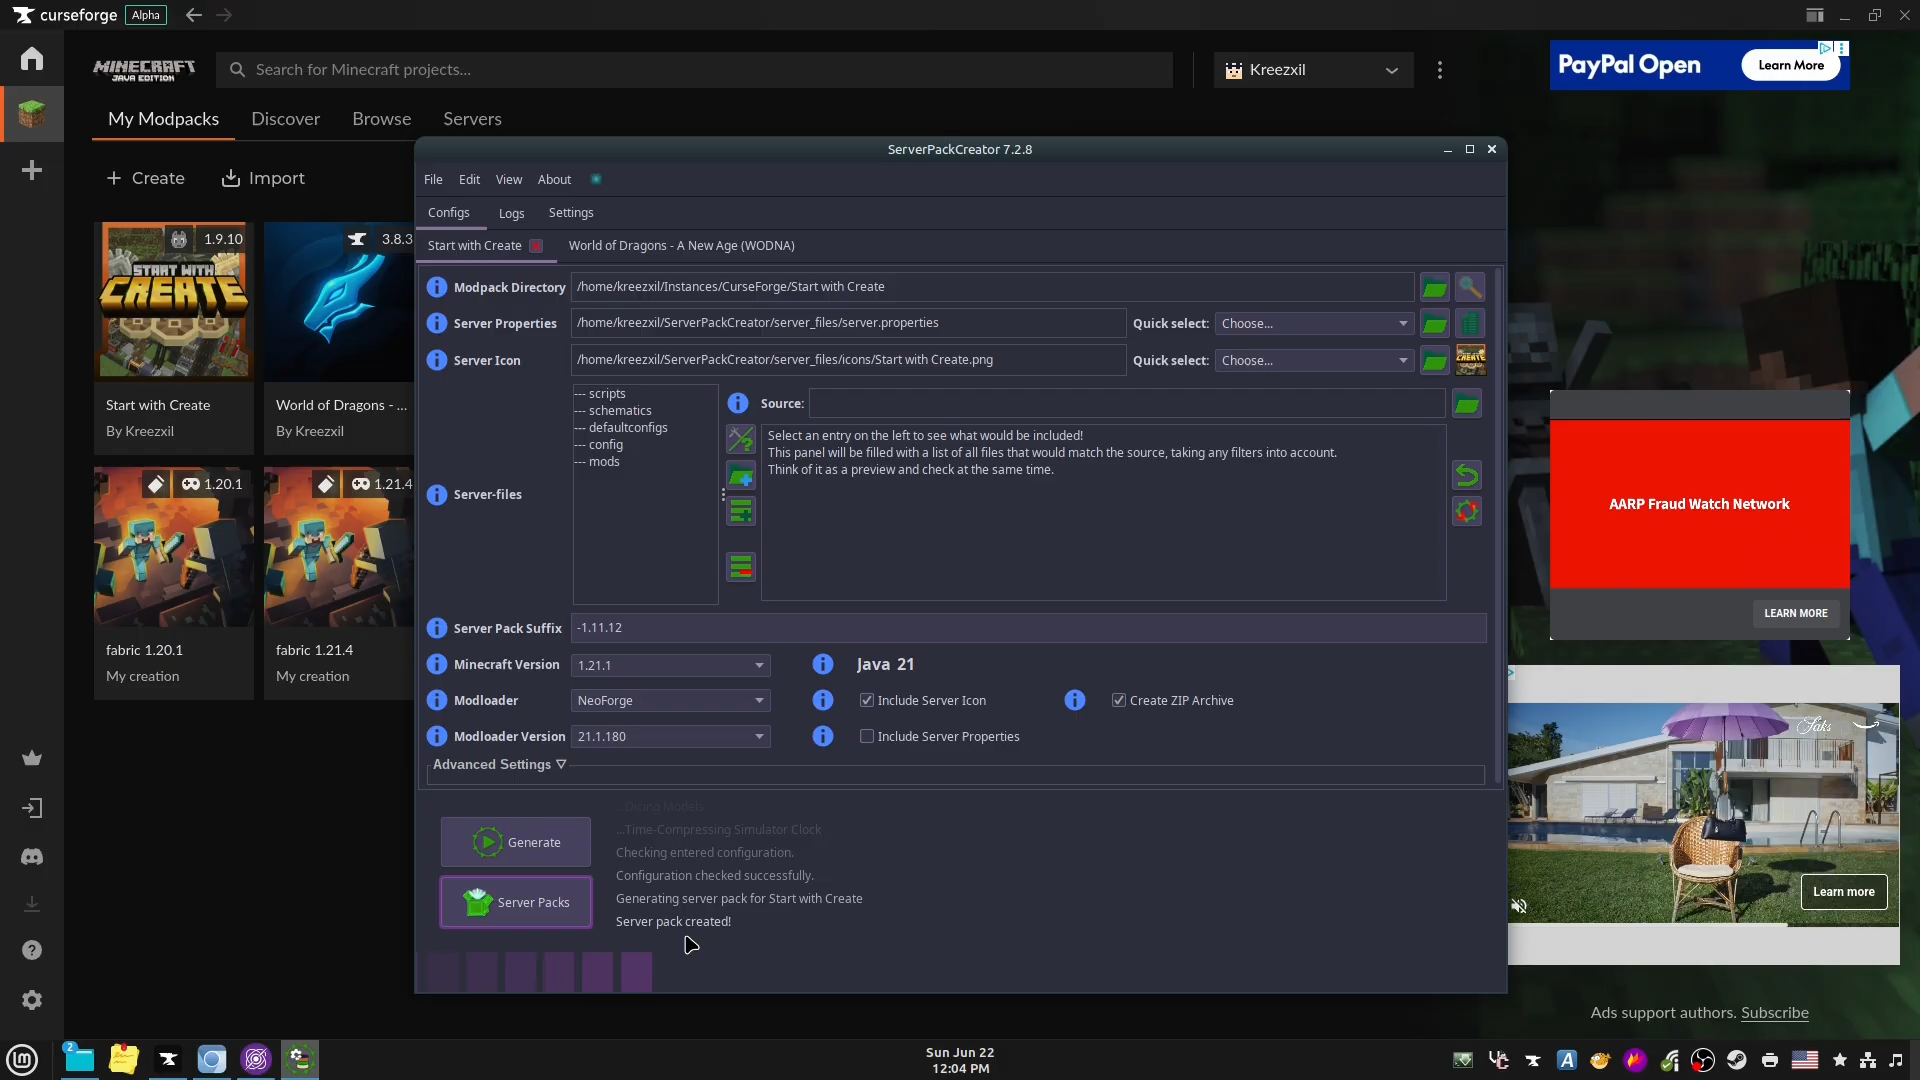 curseforge Alpha
MINECRAFT
JAVA EDITION
Search for Minecraft projects...
Kreezxil
PayPal Open
Learn More
My Modpacks
Discover
Browse
Servers
Create
Import
ServerPackCreator 7.2.8
File Edit View About
Configs Logs Settings
Start with Create
World of Dragons - A New Age (WODNA)
Modpack Directory /home/kreezxil/Instances/CurseForge/Start with Create
Server Properties /home/kreezxil/ServerPackCreator/server_files/server.properties Quick select: Choose...
Server Icon /home/kreezxil/ServerPackCreator/server_files/icons/Start with Create.png Quick select: Choose...
CREATE
Server-files
--- scripts
--- schematics
--- defaultconfigs
--- config
--- mods
Source:
Select an entry on the left to see what would be included!
This panel will be filled with a list of all files that would match the source, taking any filters into account.
Think of it as a preview and check at the same time.
Server Pack Suffix -1.11.12
Minecraft Version 1.21.1 Java 21
Modloader NeoForge Include Server Icon Create ZIP Archive
Modloader Version 21.1.180 Include Server Properties
Advanced Settings ▽
Generate
Server Packs
...Dicing Models
...Time-Compressing Simulator Clock
Checking entered configuration.
Configuration checked successfully.
Generating server pack for Start with Create
Server pack created!
1.9.10
START WITH
CREATE
Start with Create
By Kreezxil
3.8.3
World of Dragons - ...
By Kreezxil
1.20.1
fabric 1.20.1
My creation
1.21.4
fabric 1.21.4
My creation
AARP Fraud Watch Network
LEARN MORE
Saks
Learn more
Ads support authors. Subscribe
2
Sun Jun 22
12:04 PM